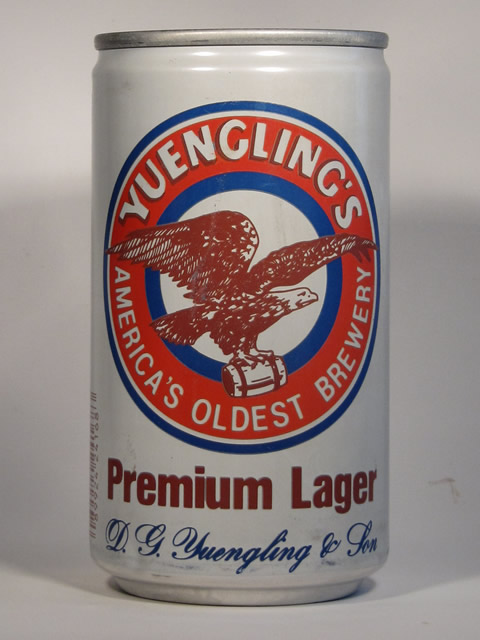 YUENGLING'S
AMERICA'S OLDEST BREWERY
Premium Lager
D. G. Yuengling & Son